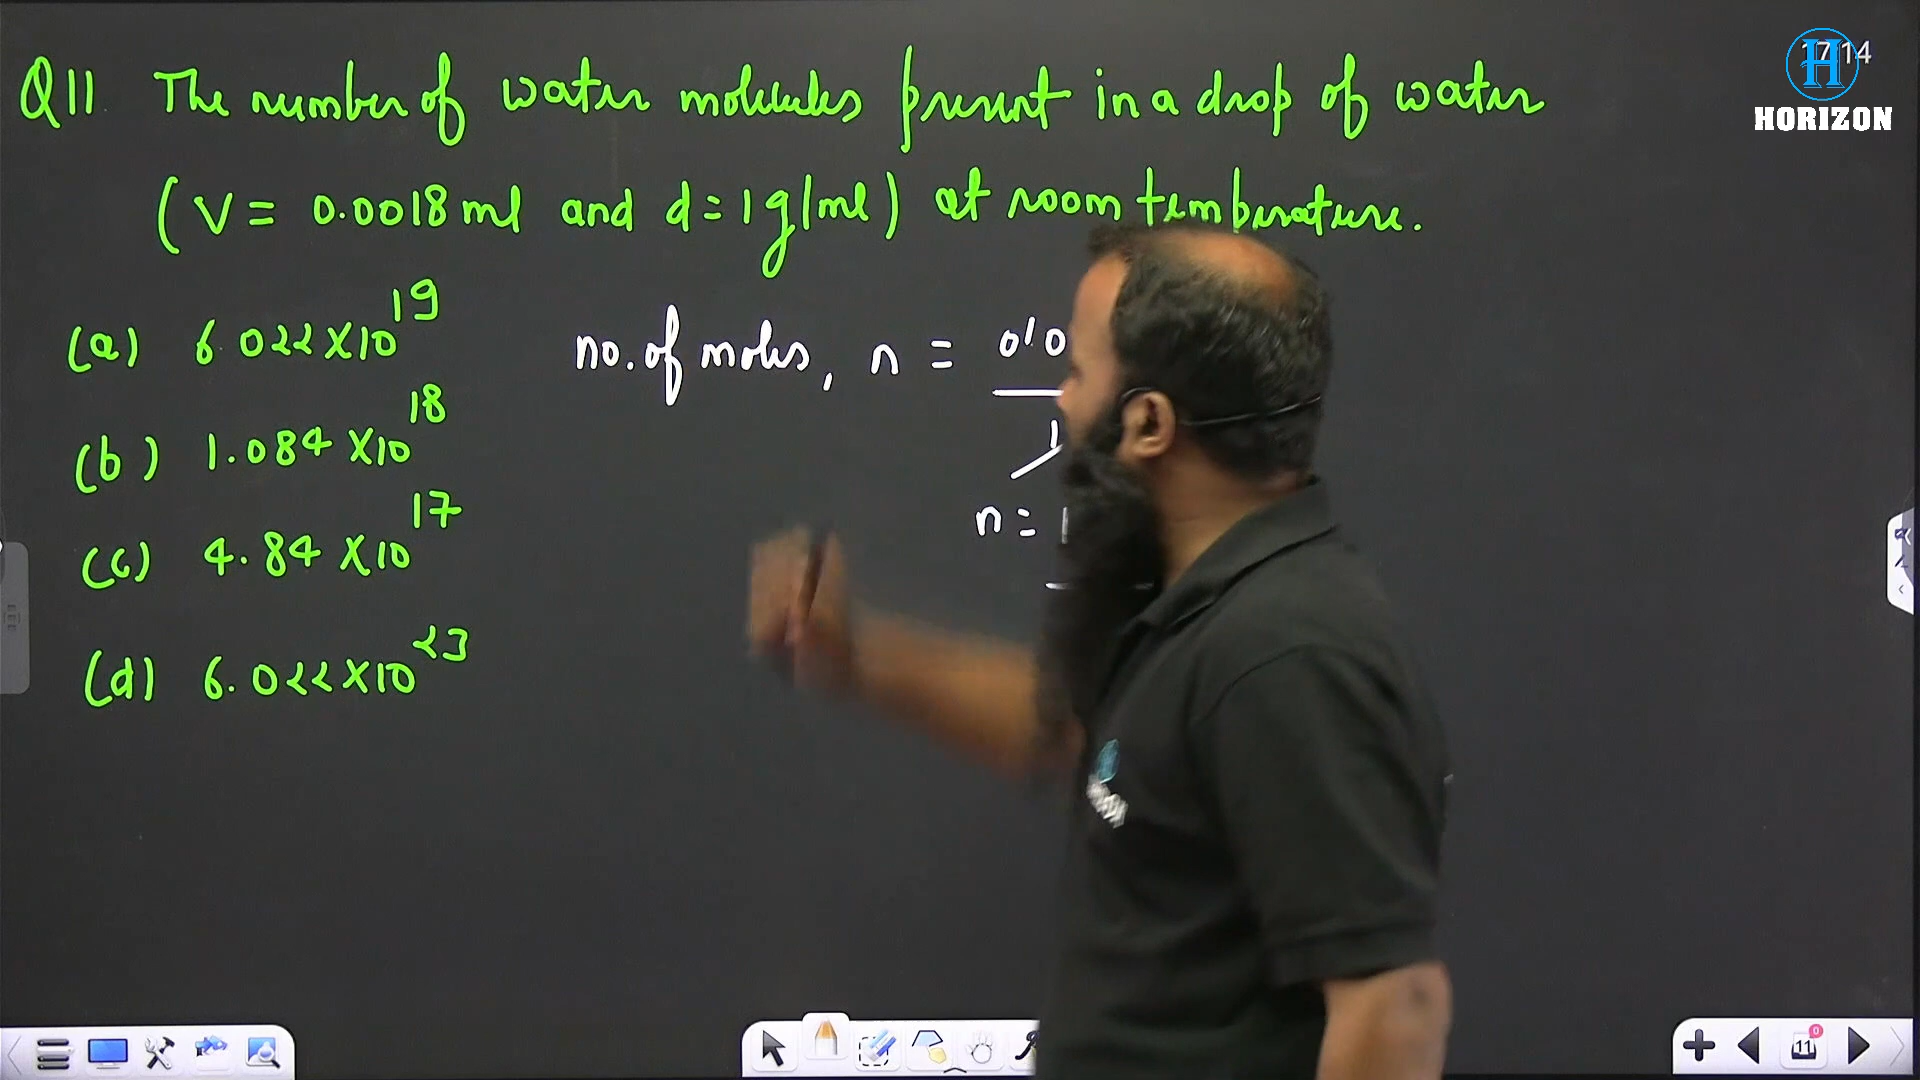 17:14
HORIZON
Q11 The number of water molecules present in a drop of water
(V = 0.0018 ml and d = 1 g/ml) at room temperature.
(a) 6.022 × 10^19
(b) 1.084 × 10^18
(c) 4.84 × 10^17
(d) 6.022 × 10^23
no. of moles, n =
n =
11